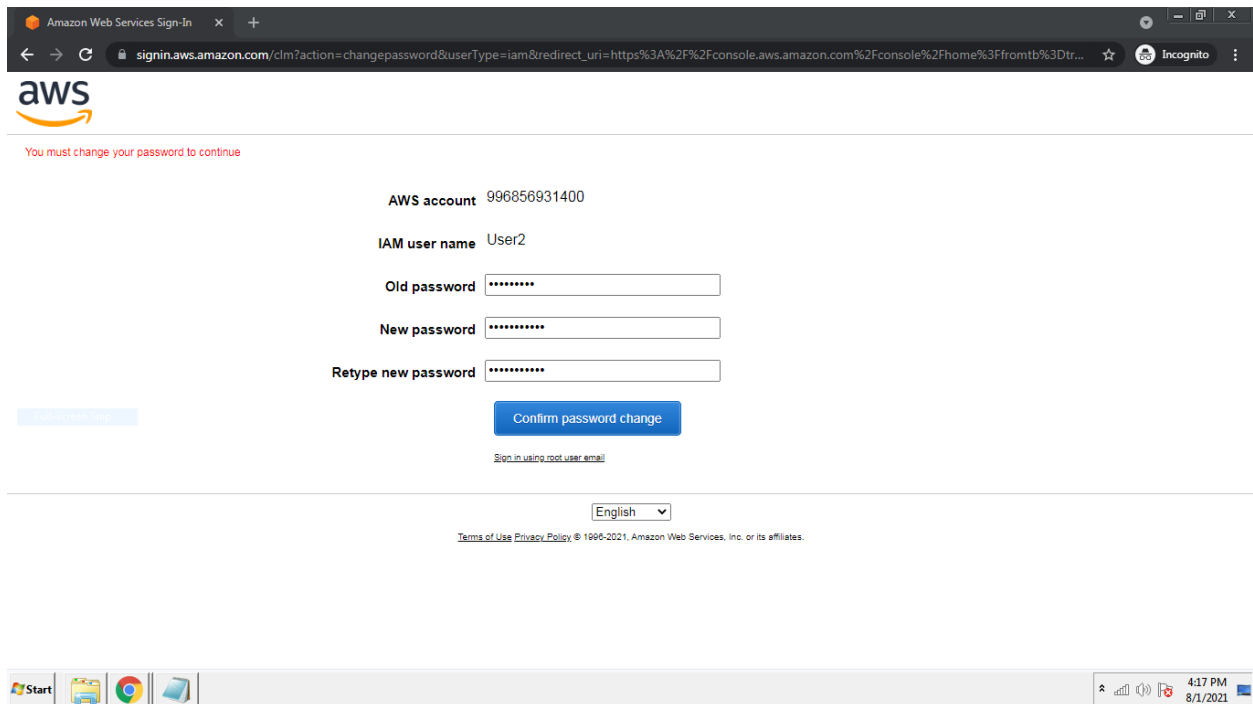 Amazon Web Services Sign-In
signin.aws.amazon.com/clm?action=changepassword&userType=iam&redirect_uri=https%3A%2F%2Fconsole.aws.amazon.com%2Fconsole%2Fhome%3Ffromtb%3Dtr...
Incognito
aws
You must change your password to continue
AWS account 996856931400
IAM user name User2
Old password •••••••••
New password •••••••••••
Retype new password •••••••••••
Confirm password change
Sign in using root user email
English
Terms of Use Privacy Policy © 1996-2021, Amazon Web Services, Inc. or its affiliates.
Start
4:17 PM
8/1/2021